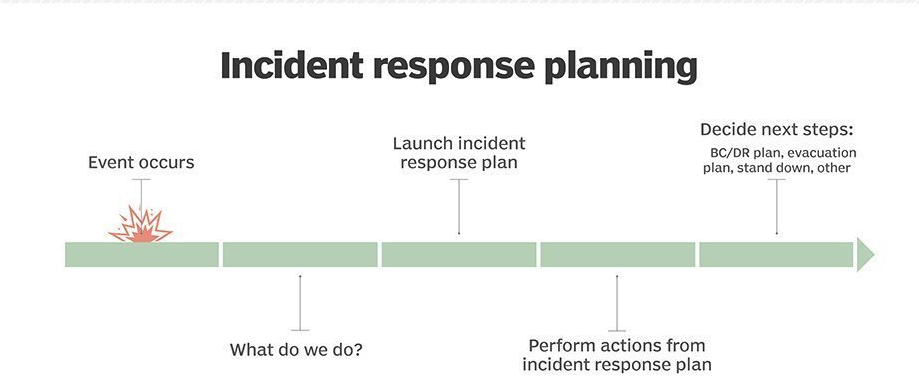 Incident response planning
Event occurs
What do we do?
Launch incident
response plan
Perform actions from
incident response plan
Decide next steps:
BC/DR plan, evacuation
plan, stand down, other